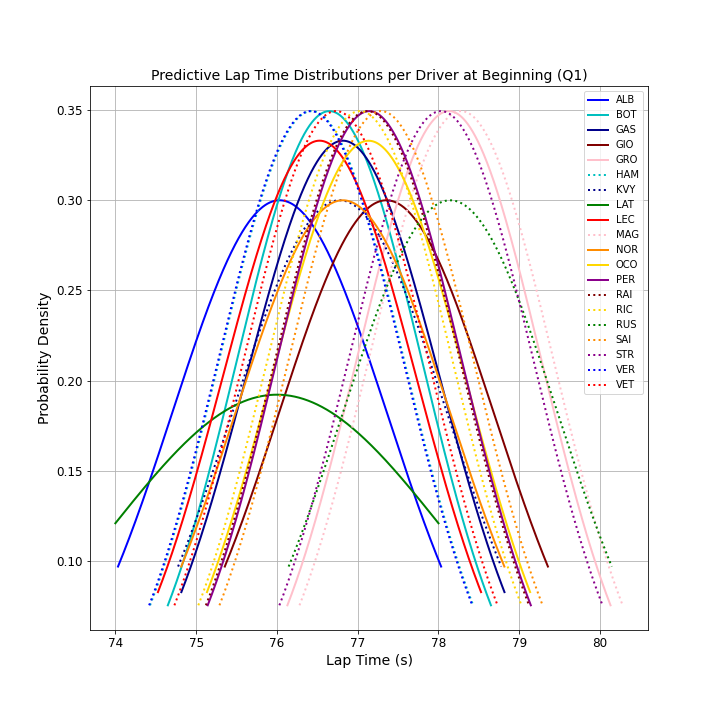 Predictive Lap Time Distributions per Driver at Beginning (Q1)
Probability Density
0.35
0.30
0.25
0.20
0.15
0.10
74 75 76 77 78 79 80
Lap Time (s)
ALB
BOT
GAS
GIO
GRO
HAM
KVY
LAT
LEC
MAG
NOR
OCO
PER
RAI
RIC
RUS
SAI
STR
VER
VET